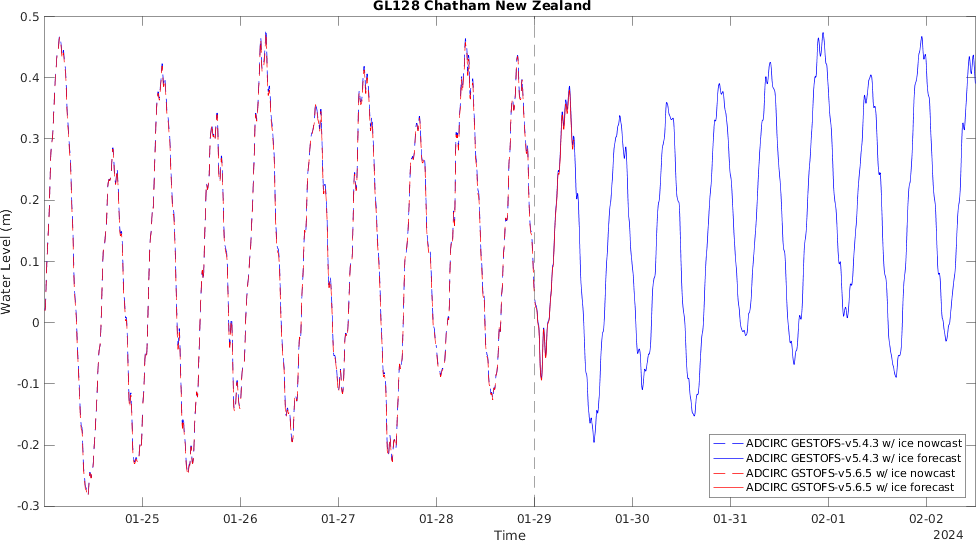 GL128 Chatham New Zealand
0.5
0.4
0.3
0.2
0.1
0
-0.1
-0.2
-0.3
Water Level (m)
ADCIRC GESTOFS-v5.4.3 w/ ice nowcast
ADCIRC GESTOFS-v5.4.3 w/ ice forecast
ADCIRC GSTOFS-v5.6.5 w/ ice nowcast
ADCIRC GSTOFS-v5.6.5 w/ ice forecast
01-25 01-26 01-27 01-28 01-29 01-30 01-31 02-01 02-02
Time
2024